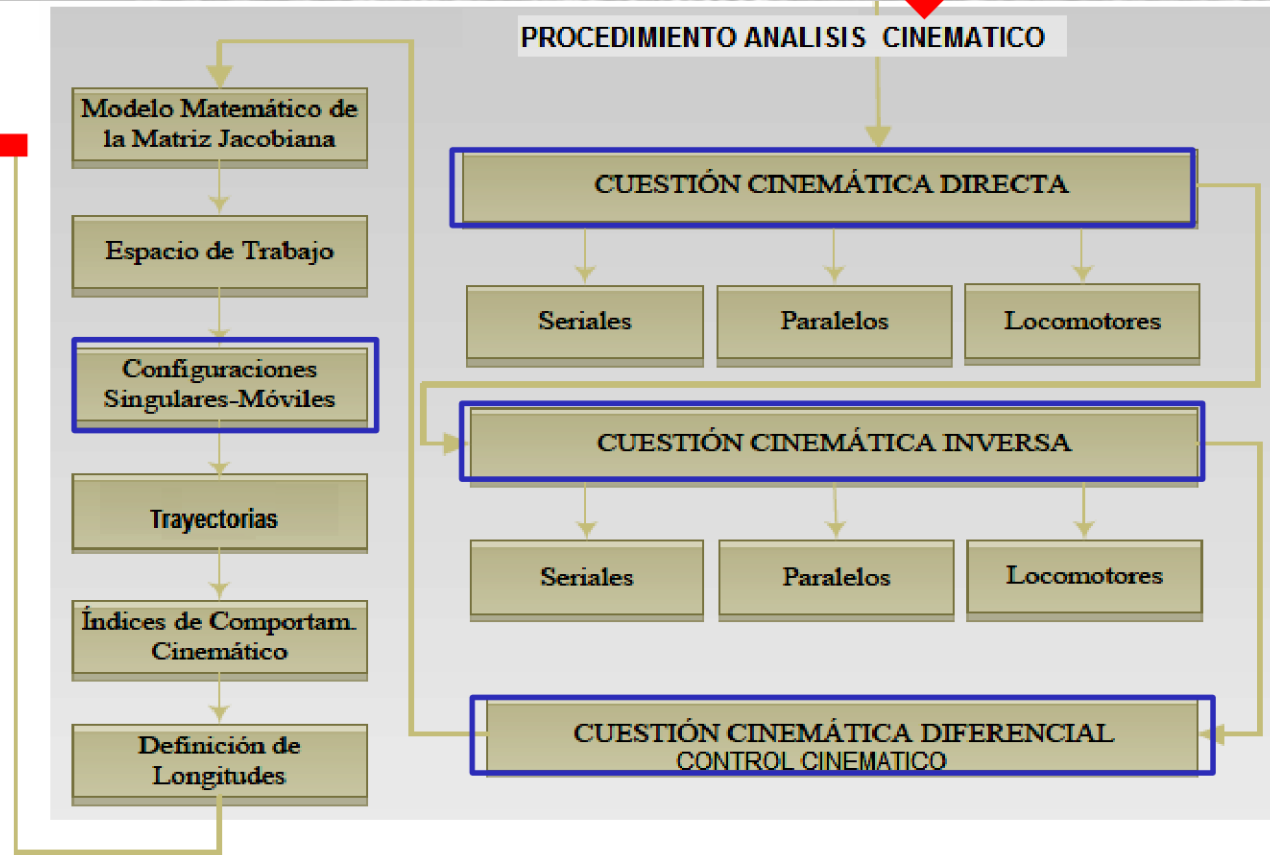 PROCEDIMIENTO ANALISIS CINEMATICO
CUESTIÓN CINEMÁTICA DIRECTA
Seriales
Paralelos
Locomotores
CUESTIÓN CINEMÁTICA INVERSA
Seriales
Paralelos
Locomotores
CUESTIÓN CINEMÁTICA DIFERENCIAL
CONTROL CINEMATICO
Modelo Matemático de
la Matriz Jacobiana
Espacio de Trabajo
Configuraciones
Singulares-Móviles
Trayectorias
Índices de Comportam.
Cinemático
Definición de
Longitudes